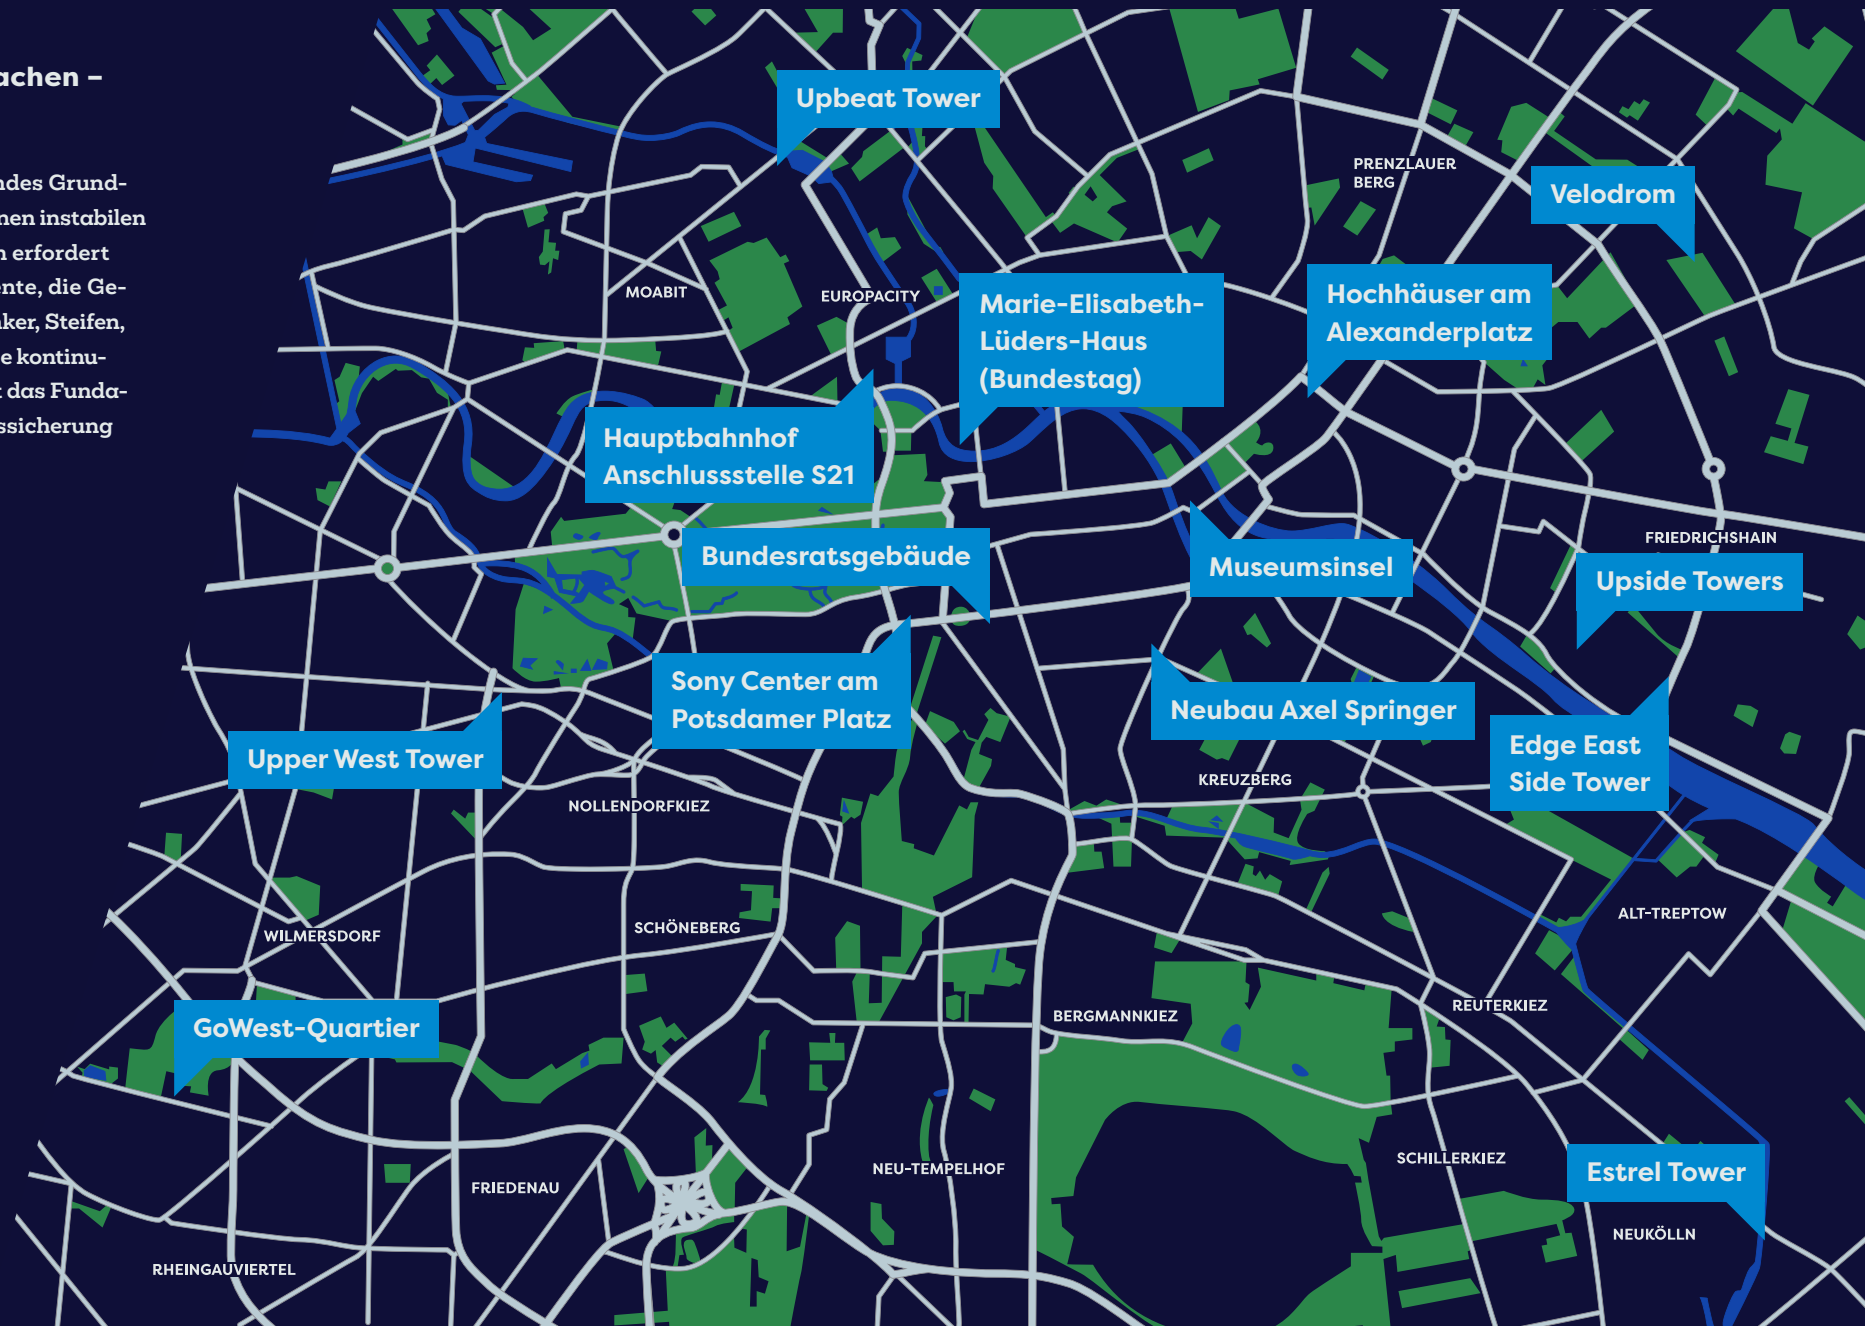 achen –
ndes Grund-
nen instabilen
n erfordert
ente, die Ge-
ker, Steifen,
e kontinu-
t das Funda-
ssicherung
Upbeat Tower
PRENZLAUER
BERG
Velodrom
MOABIT
EUROPACITY
Marie-Elisabeth-
Lüders-Haus
(Bundestag)
Hochhäuser am
Alexanderplatz
Hauptbahnhof
Anschlussstelle S21
Bundesratsgebäude
Museumsinsel
FRIEDRICHSHAIN
Upside Towers
Sony Center am
Potsdamer Platz
Neubau Axel Springer
Edge East
Side Tower
Upper West Tower
NOLLENDORFKIEZ
KREUZBERG
WILMERSDORF
SCHÖNEBERG
ALT-TREPTOW
GoWest-Quartier
BERGMANNKIEZ
REUTERKIEZ
FRIEDENAU
NEU-TEMPELHOF
SCHILLERKIEZ
Estrel Tower
NEUKÖLLN
RHEINGAUVIERTEL